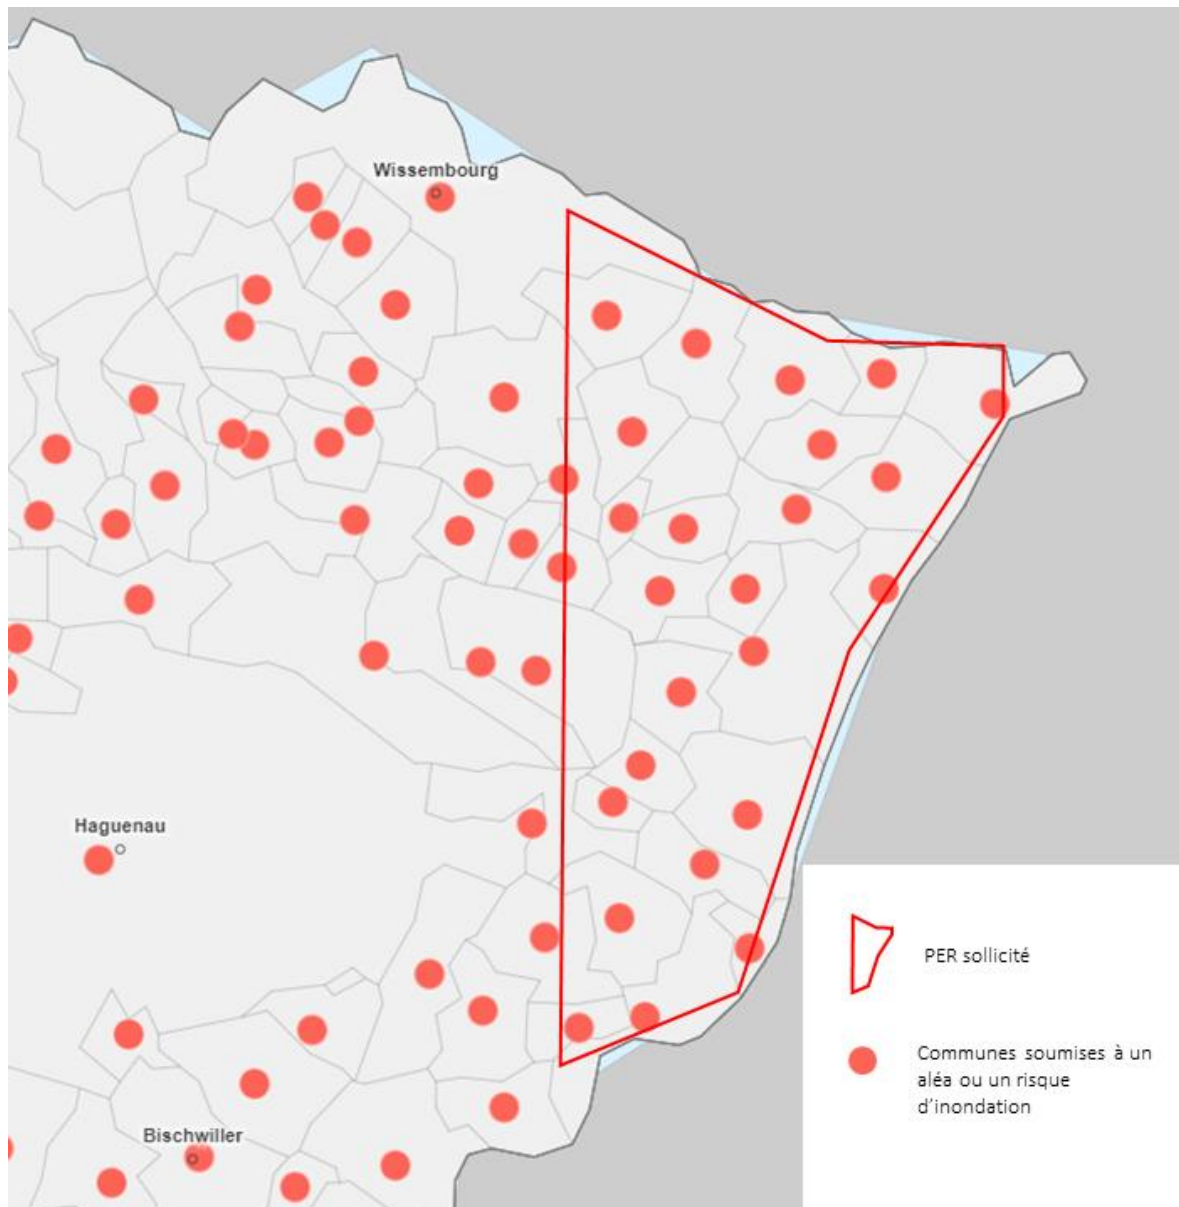 Wissembourg
Haguenau
Bischwiller
PER sollicité
Communes soumises à un
aléa ou un risque
d'inondation